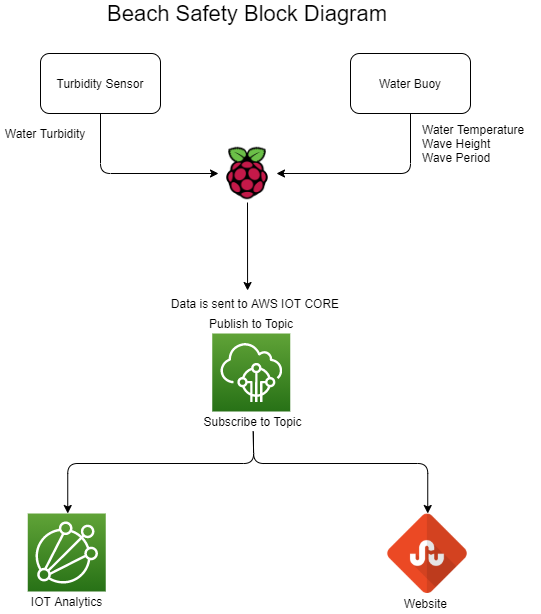 Beach Safety Block Diagram
Turbidity Sensor
Water Buoy
Water Turbidity
Water Temperature
Wave Height
Wave Period
Data is sent to AWS IOT CORE
Publish to Topic
Subscribe to Topic
IOT Analytics
Website